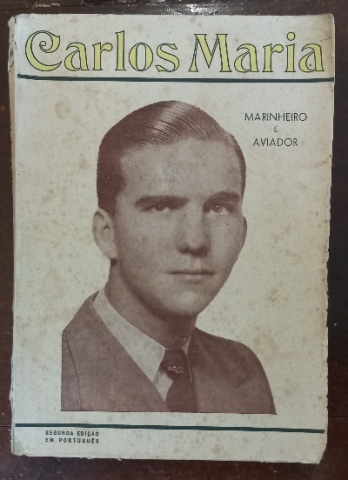 Carlos Maria
MARINHEIRO
E
AVIADOR
SEGUNDA EDIÇÃO
EM PORTUGUÊS